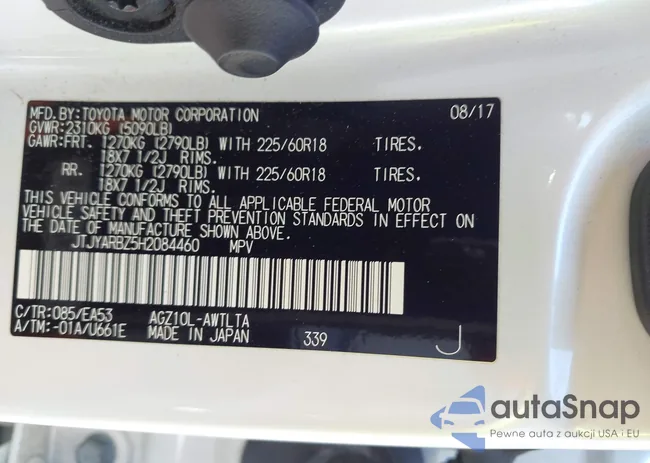 MFD. BY: TOYOTA MOTOR CORPORATION 08/17
GVWR: 2310KG (5090LB)
GAWR: FRT. 1270KG (2790LB) WITH 225/60R18 TIRES.
18X7 1/2J RIMS.
RR. 1270KG (2790LB) WITH 225/60R18 TIRES.
18X7 1/2J RIMS.
THIS VEHICLE CONFORMS TO ALL APPLICABLE FEDERAL MOTOR
VEHICLE SAFETY AND THEFT PREVENTION STANDARDS IN EFFECT ON
THE DATE OF MANUFACTURE SHOWN ABOVE.
JTJYARBZ5H2084460 MPV
C/TR: 085/EA53 AGZ10L-AWTLTA
A/TM: -01A/U661E MADE IN JAPAN 339 J
autoSnap
Pewne auta z aukcji USA i EU